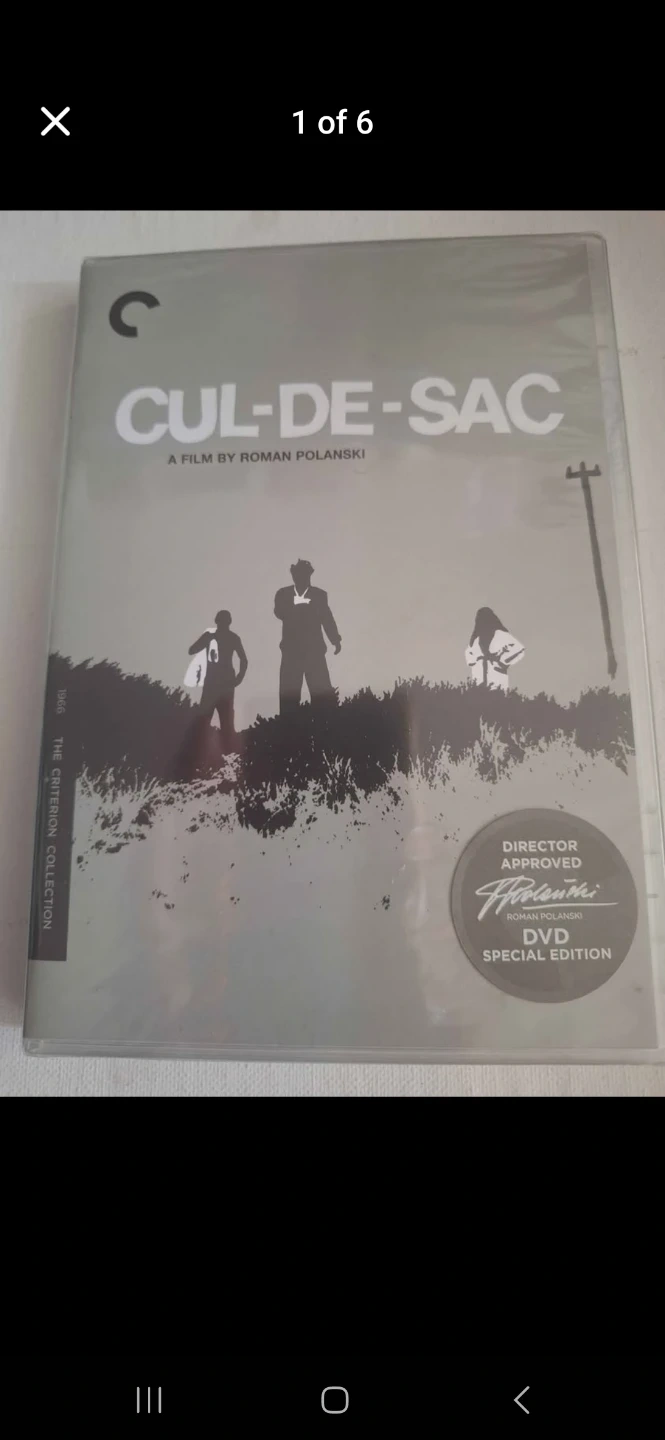 1 of 6
CUL-DE-SAC
A FILM BY ROMAN POLANSKI
1966 THE CRITERION COLLECTION
DIRECTOR
APPROVED
RPolański
ROMAN POLANSKI
DVD
SPECIAL EDITION